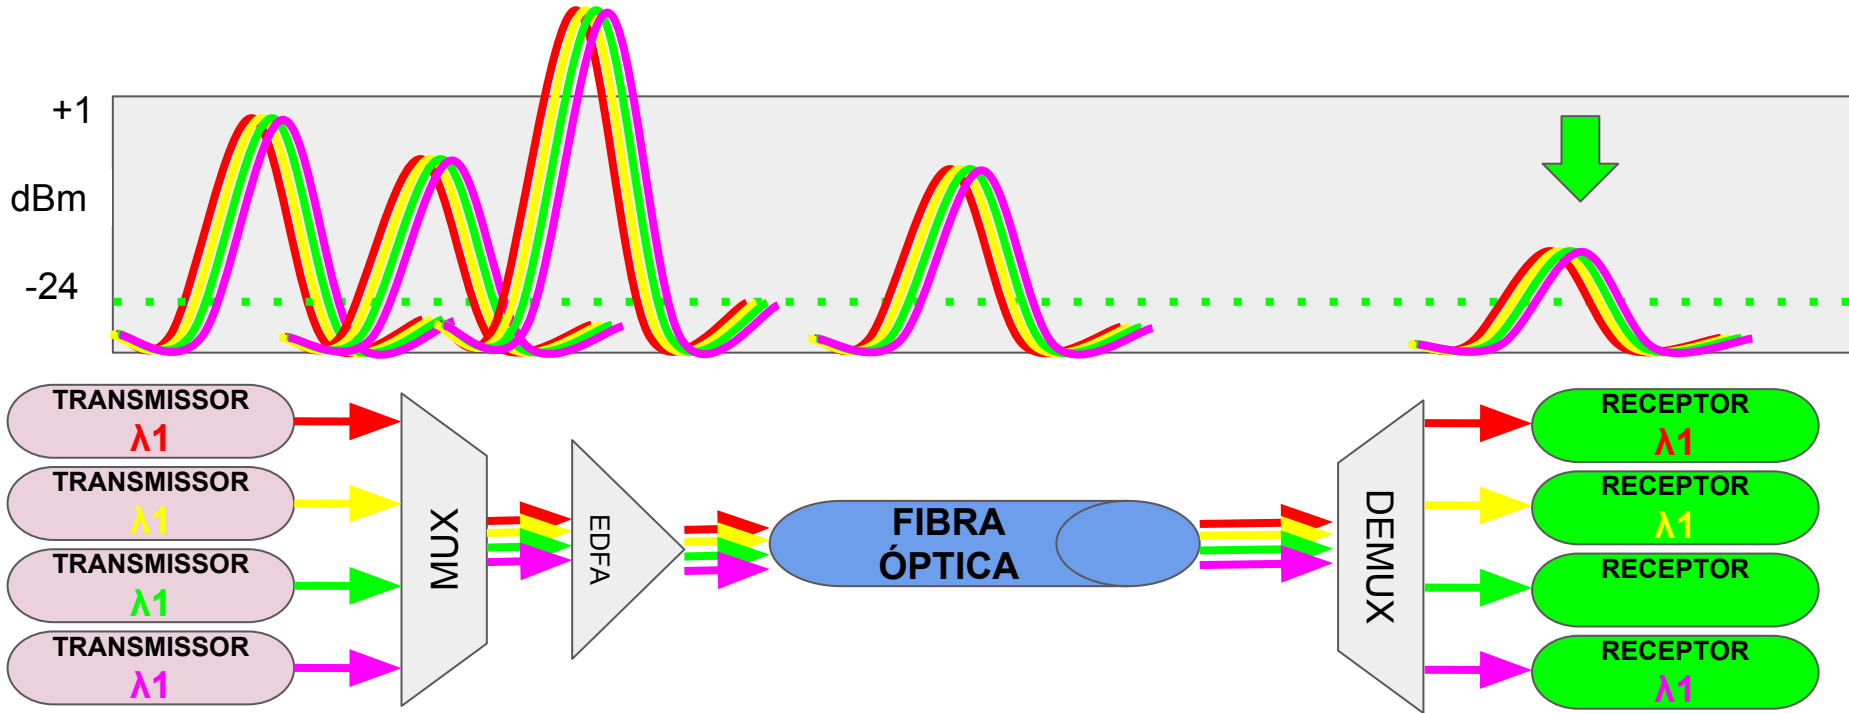 +1
dBm
-24
TRANSMISSOR
λ1
TRANSMISSOR
λ1
TRANSMISSOR
λ1
TRANSMISSOR
λ1
MUX
EDFA
FIBRA
ÓPTICA
DEMUX
RECEPTOR
λ1
RECEPTOR
λ1
RECEPTOR
RECEPTOR
λ1